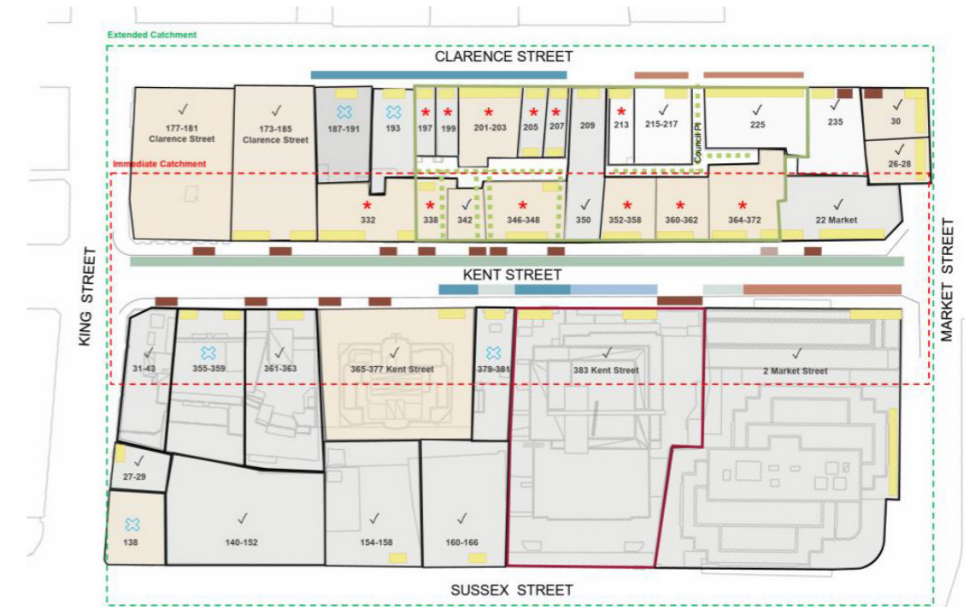 Extended Catchment
CLARENCE STREET
177-181
Clarence Street
173-185
Clarence Street
187-191
193
197
199
201-203
205
207
209
213
215-217
Council Pl
225
235
30
26-28
Immediate Catchment
332
338
342
346-348
350
352-358
360-362
364-372
22 Market
KING STREET
KENT STREET
MARKET STREET
31-43
355-359
361-363
365-377 Kent Street
379-381
383 Kent Street
2 Market Street
27-29
138
140-152
154-158
160-166
SUSSEX STREET